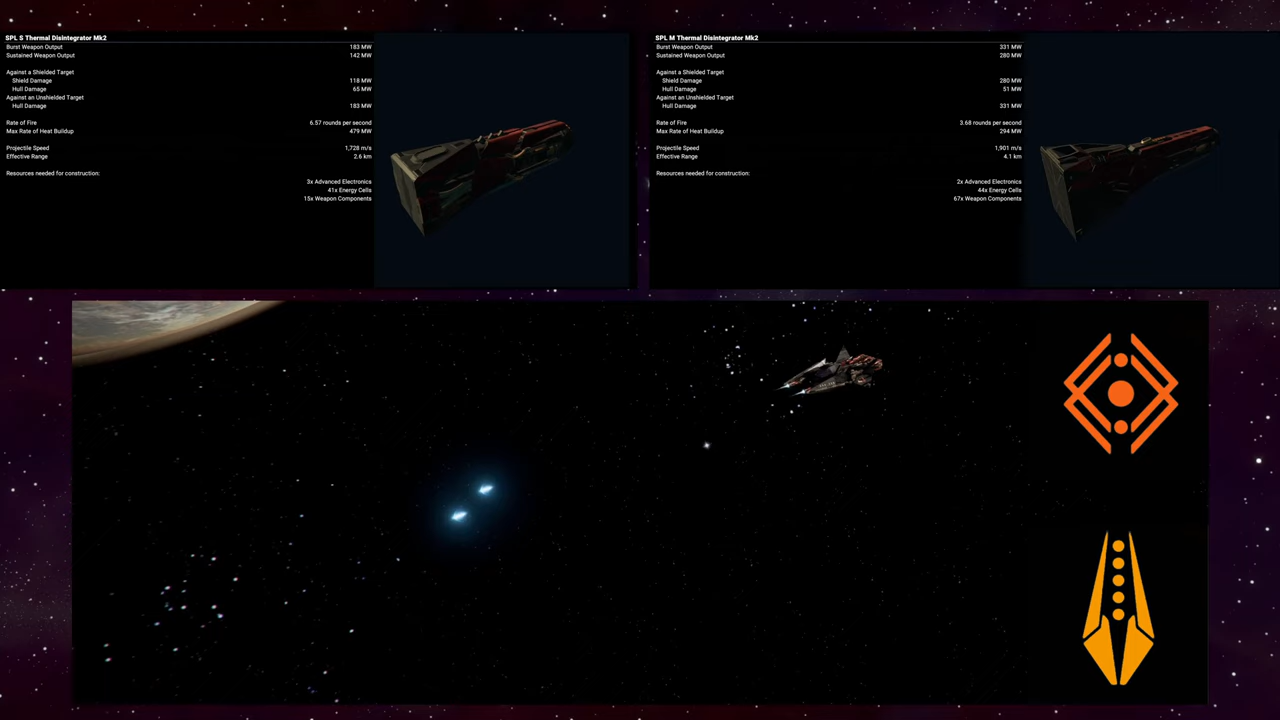 SPL S Thermal Disintegrator Mk2
Burst Weapon Output 183 MW
Sustained Weapon Output 142 MW
Against a Shielded Target
Shield Damage 118 MW
Hull Damage 65 MW
Against an Unshielded Target
Hull Damage 183 MW
Rate of Fire 6.57 rounds per second
Max Rate of Heat Buildup 479 MW
Projectile Speed 1,728 m/s
Effective Range 2.6 km
Resources needed for construction:
3x Advanced Electronics
41x Energy Cells
15x Weapon Components
SPL M Thermal Disintegrator Mk2
Burst Weapon Output 331 MW
Sustained Weapon Output 280 MW
Against a Shielded Target
Shield Damage 280 MW
Hull Damage 51 MW
Against an Unshielded Target
Hull Damage 331 MW
Rate of Fire 3.68 rounds per second
Max Rate of Heat Buildup 294 MW
Projectile Speed 1,901 m/s
Effective Range 4.1 km
Resources needed for construction:
2x Advanced Electronics
44x Energy Cells
67x Weapon Components